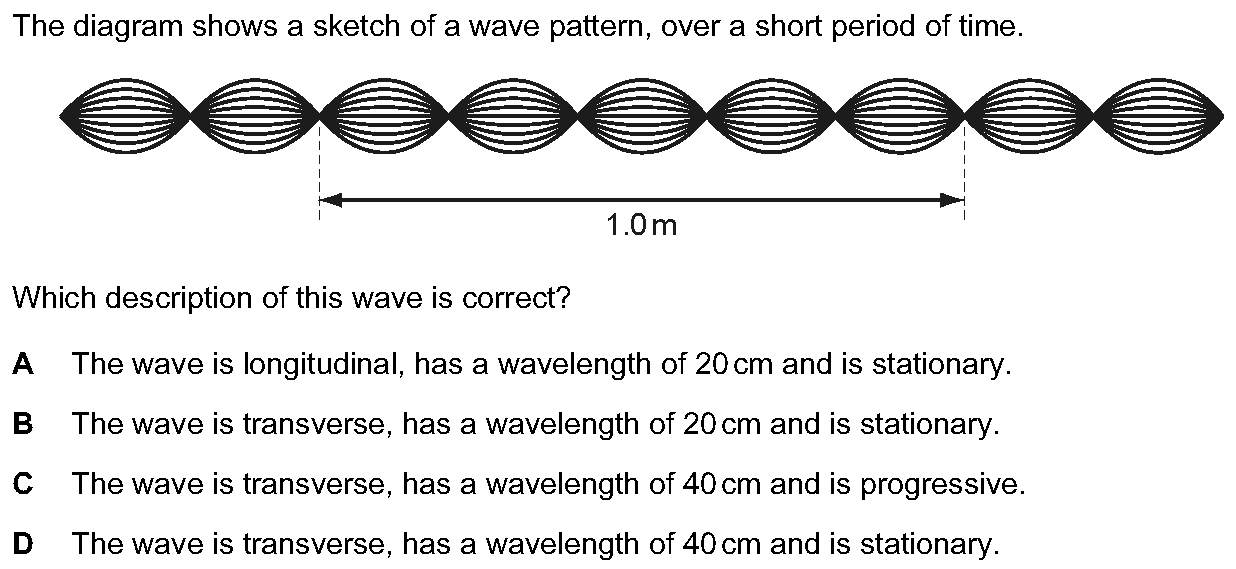 The diagram shows a sketch of a wave pattern, over a short period of time.
1.0 m
Which description of this wave is correct?
A The wave is longitudinal, has a wavelength of 20 cm and is stationary.
B The wave is transverse, has a wavelength of 20 cm and is stationary.
C The wave is transverse, has a wavelength of 40 cm and is progressive.
D The wave is transverse, has a wavelength of 40 cm and is stationary.